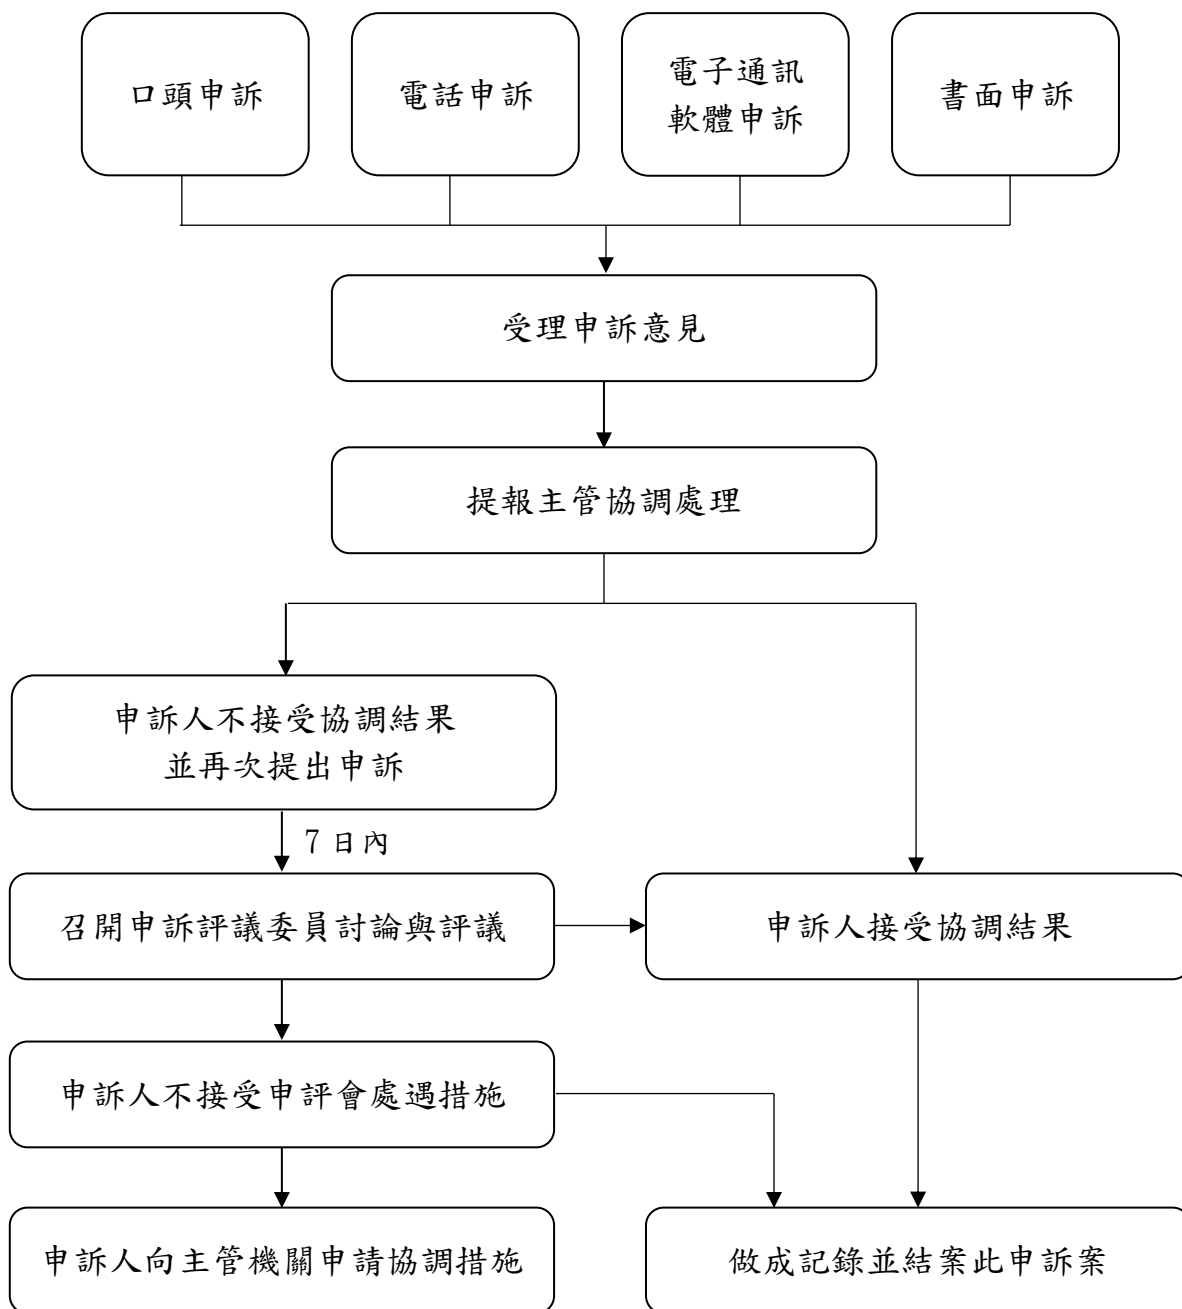 口頭申訴
電話申訴
電子通訊
軟體申訴
書面申訴
受理申訴意見
提報主管協調處理
申訴人不接受協調結果
並再次提出申訴
7 日內
召開申訴評議委員討論與評議
申訴人接受協調結果
申訴人不接受申評會處遇措施
申訴人向主管機關申請協調措施
做成記錄並結案此申訴案